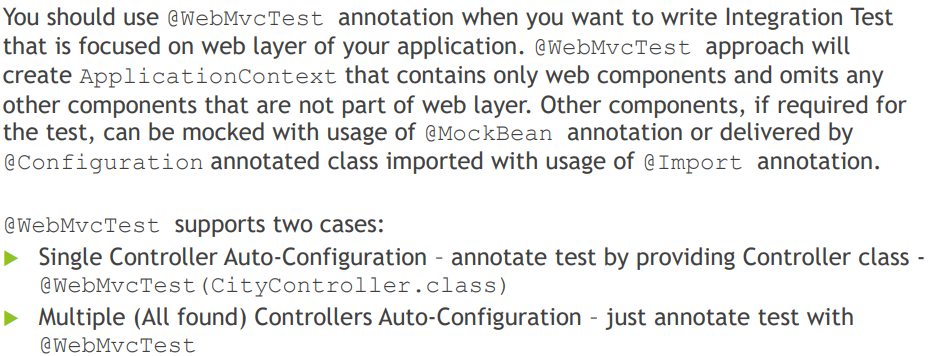 You should use @WebMvcTest annotation when you want to write Integration Test
that is focused on web layer of your application. @WebMvcTest approach will
create ApplicationContext that contains only web components and omits any
other components that are not part of web layer. Other components, if required for
the test, can be mocked with usage of @MockBean annotation or delivered by
@Configuration annotated class imported with usage of @Import annotation.
@WebMvcTest supports two cases:
Single Controller Auto-Configuration – annotate test by providing Controller class -
@WebMvcTest(CityController.class)
Multiple (All found) Controllers Auto-Configuration – just annotate test with
@WebMvcTest